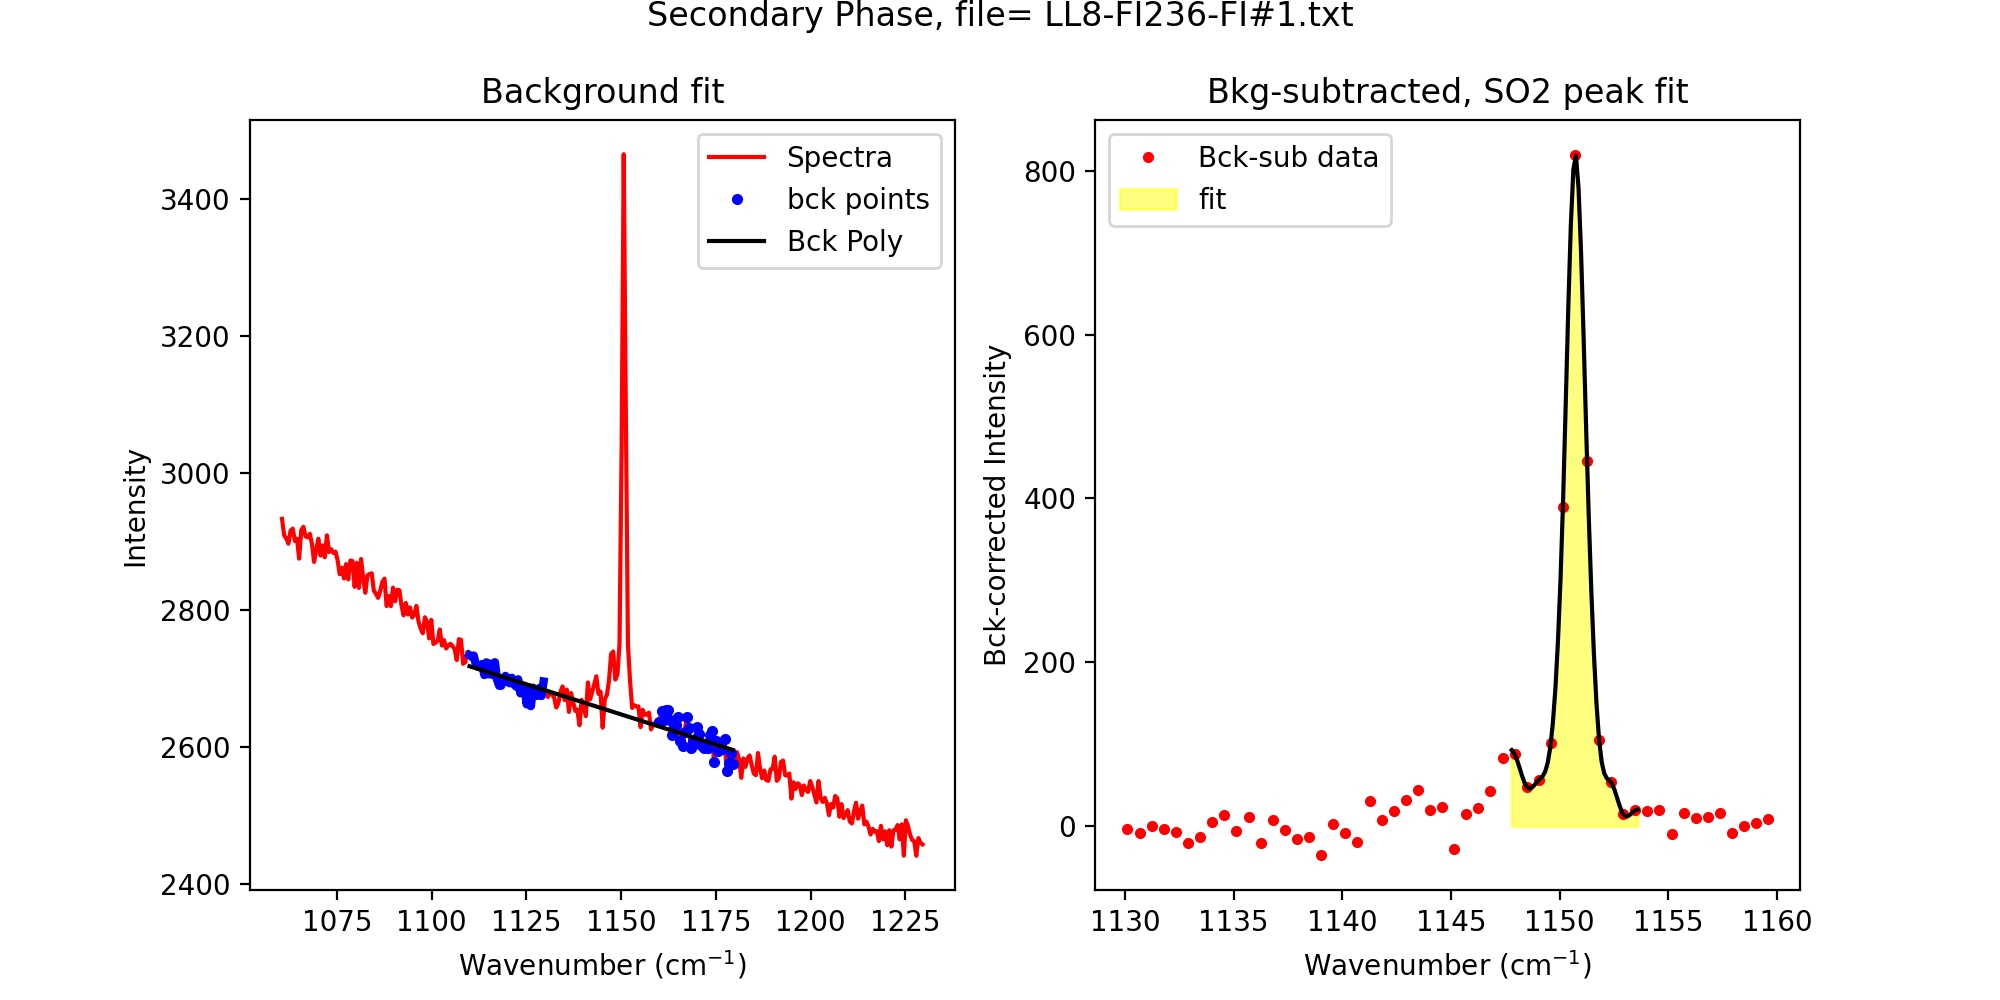 Secondary Phase, file= LL8-FI236-FI#1.txt
Background fit
Spectra
bck points
Bck Poly
Intensity
3400
3200
3000
2800
2600
2400
1075 1100 1125 1150 1175 1200 1225
Wavenumber (cm⁻¹)
Bkg-subtracted, SO2 peak fit
Bck-sub data
fit
Bck-corrected Intensity
800
600
400
200
0
1130 1135 1140 1145 1150 1155 1160
Wavenumber (cm⁻¹)